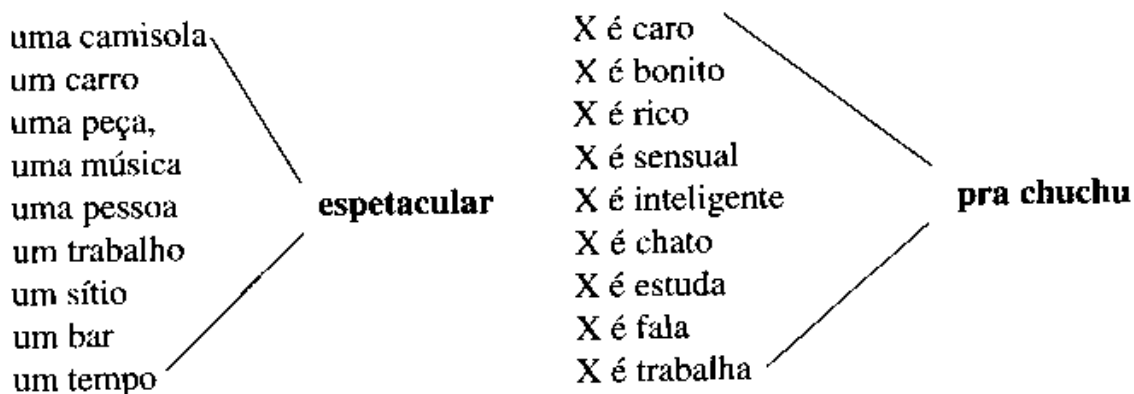 uma camisola
um carro
uma peça,
uma música
uma pessoa
um trabalho
um sítio
um bar
um tempo
espetacular
X é caro
X é bonito
X é rico
X é sensual
X é inteligente
X é chato
X é estuda
X é fala
X é trabalha
pra chuchu